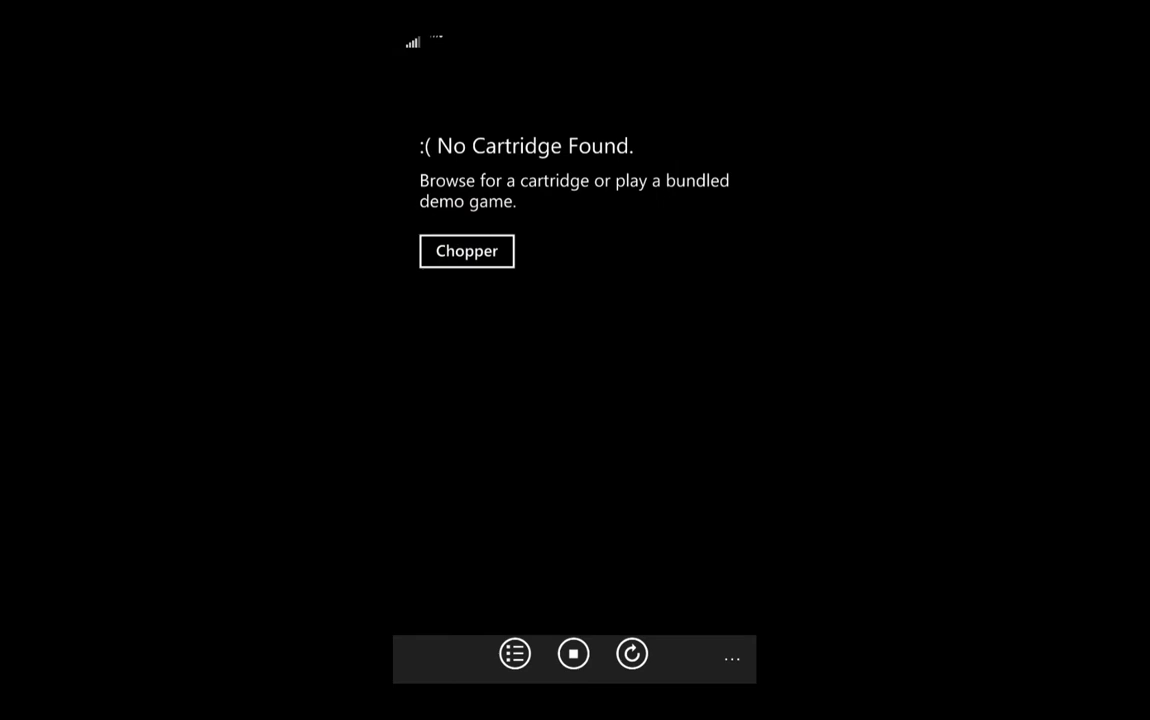 :( No Cartridge Found.
Browse for a cartridge or play a bundled
demo game.
Chopper